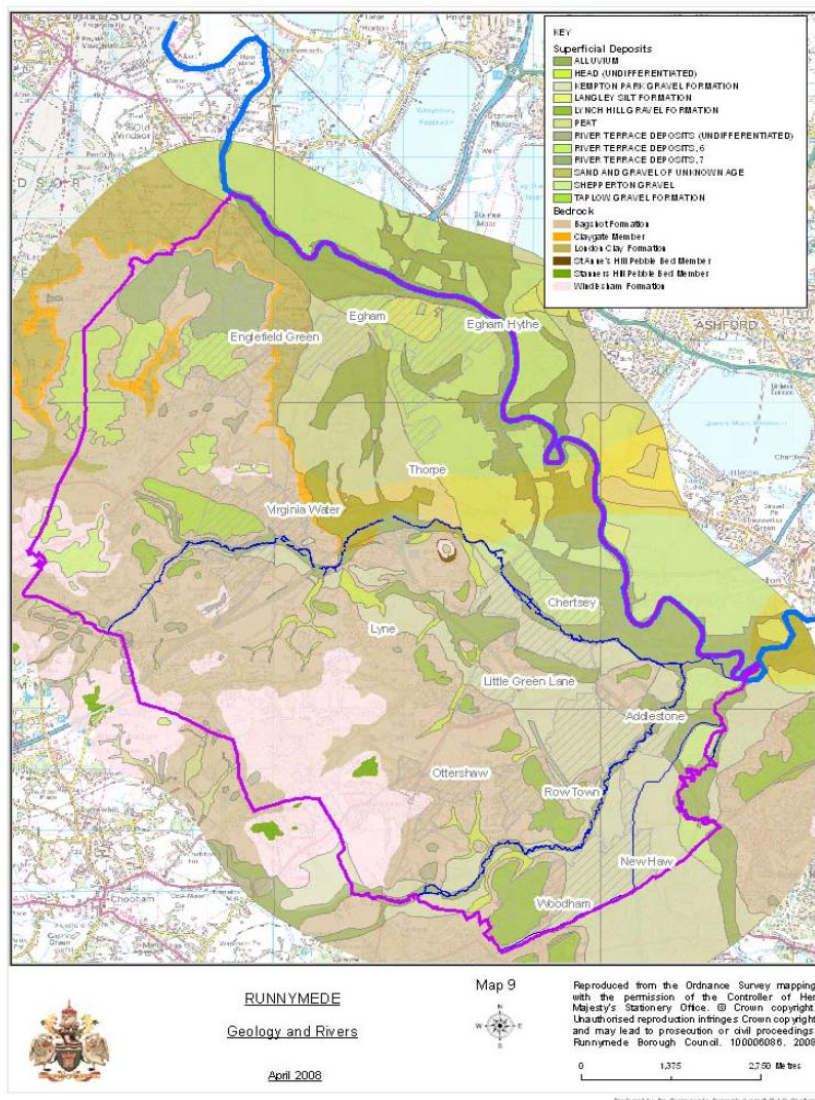 KEY
Superficial Deposits
ALLUVIUM
HEAD (UNDIFFERENTIATED)
KEMPTON PARK GRAVEL FORMATION
LANGLEY SILT FORMATION
LYNCH HILL GRAVEL FORMATION
PEAT
RIVER TERRACE DEPOSITS (UNDIFFERENTIATED)
RIVER TERRACE DEPOSITS, 6
RIVER TERRACE DEPOSITS, 7
SAND AND GRAVEL OF UNKNOWN AGE
SHEPPERTON GRAVEL
TAPLOW GRAVEL FORMATION
Bedrock
Bagshot Formation
Claygate Member
London Clay Formation
St Anne's Hill Pebble Bed Member
Stanners Hill Pebble Bed Member
Windlesham Formation
Old
Windsor
ASHFORD
Egham
Egham Hythe
Englefield Green
Thorpe
Virginia Water
Chertsey
Lyne
Little Green Lane
Addlestone
Ottershaw
Row Town
New Haw
Woodham
Chobham
RUNNYMEDE
Geology and Rivers
April 2008
Map 9
N
W E
S
Reproduced from the Ordnance Survey mapping
with the permission of the Controller of Her
Majesty's Stationery Office. © Crown copyright.
Unauthorised reproduction infringes Crown copyright
and may lead to prosecution or civil proceedings.
Runnymede Borough Council. 100006086. 2008
0 1,375 2,750 Metres